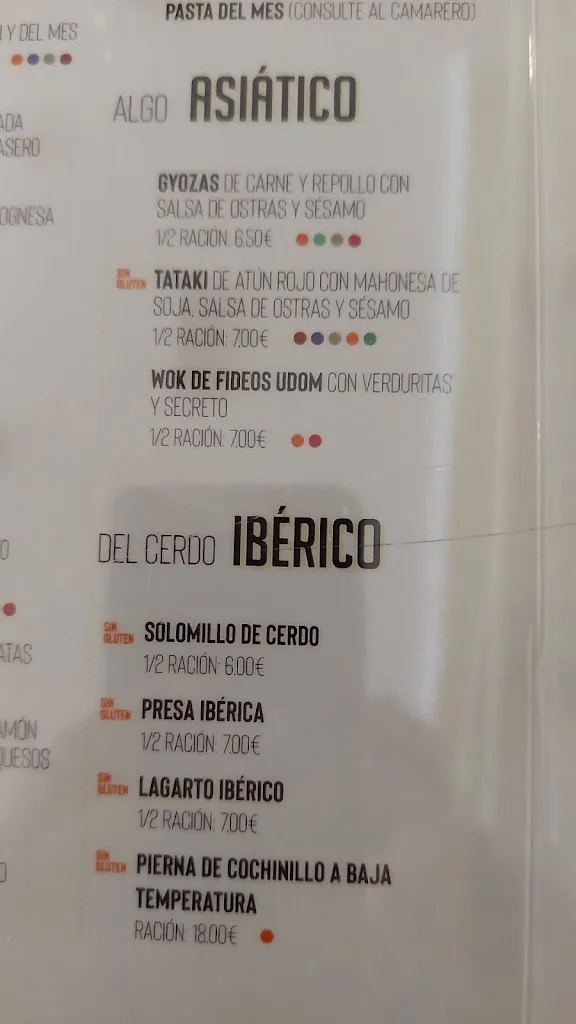 PASTA DEL MES (CONSULTE AL CAMARERO)
Y DEL MES
ALGO ASIÁTICO
GYOZAS DE CARNE Y REPOLLO CON
SALSA DE OSTRAS Y SÉSAMO
1/2 RACIÓN: 6.50€
SIN
GLUTEN
TATAKI DE ATÚN ROJO CON MAHONESA DE
SOJA, SALSA DE OSTRAS Y SÉSAMO
1/2 RACIÓN: 7.00€
WOK DE FIDEOS UDOM CON VERDURITAS
Y SECRETO
1/2 RACIÓN: 7.00€
DEL CERDO IBÉRICO
SIN
GLUTEN
SOLOMILLO DE CERDO
1/2 RACIÓN: 6.00€
SIN
GLUTEN
PRESA IBÉRICA
1/2 RACIÓN: 7.00€
SIN
GLUTEN
LAGARTO IBÉRICO
1/2 RACIÓN: 7.00€
SIN
GLUTEN
PIERNA DE COCHINILLO A BAJA
TEMPERATURA
RACIÓN: 18.00€